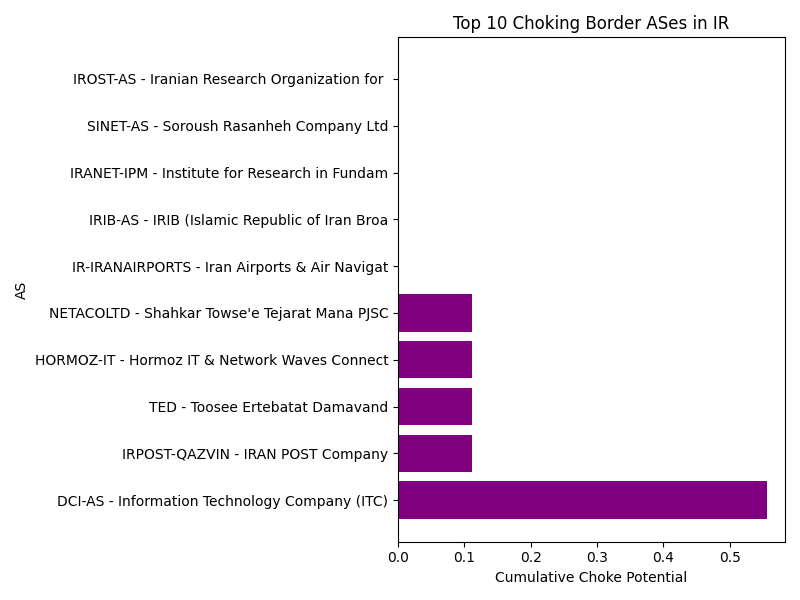 Top 10 Choking Border ASes in IR
IROST-AS - Iranian Research Organization for
SINET-AS - Soroush Rasanheh Company Ltd
IRANET-IPM - Institute for Research in Fundam
IRIB-AS - IRIB (Islamic Republic of Iran Broa
IR-IRANAIRPORTS - Iran Airports & Air Navigat
AS
NETACOLTD - Shahkar Towse'e Tejarat Mana PJSC
HORMOZ-IT - Hormoz IT & Network Waves Connect
TED - Toosee Ertebatat Damavand
IRPOST-QAZVIN - IRAN POST Company
DCI-AS - Information Technology Company (ITC)
0.0 0.1 0.2 0.3 0.4 0.5
Cumulative Choke Potential